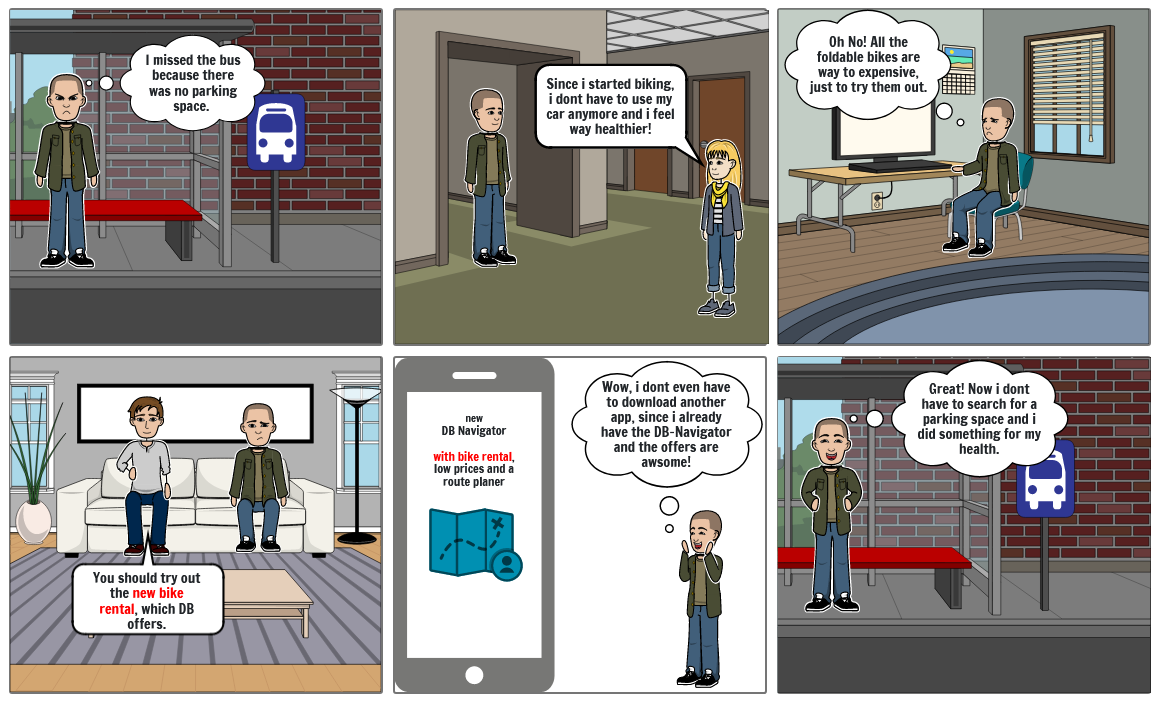 I missed the bus
because there
was no parking
space.
Since i started biking,
i dont have to use my
car anymore and i feel
way healthier!
Oh No! All the
foldable bikes are
way to expensive,
just to try them out.
You should try out
the new bike
rental, which DB
offers.
new
DB Navigator
with bike rental,
low prices and a
route planer
Wow, i dont even have
to download another
app, since i already
have the DB-Navigator
and the offers are
awsome!
Great! Now i dont
have to search for a
parking space and i
did something for my
health.